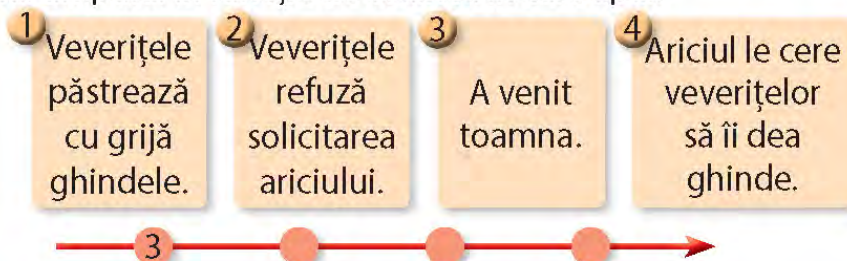 1
Veverițele
păstrează
cu grijă
ghindele.
2
Veverițele
refuză
solicitarea
ariciului.
3
A venit
toamna.
4
Ariciul le cere
veverițelor
să îi dea
ghinde.
3